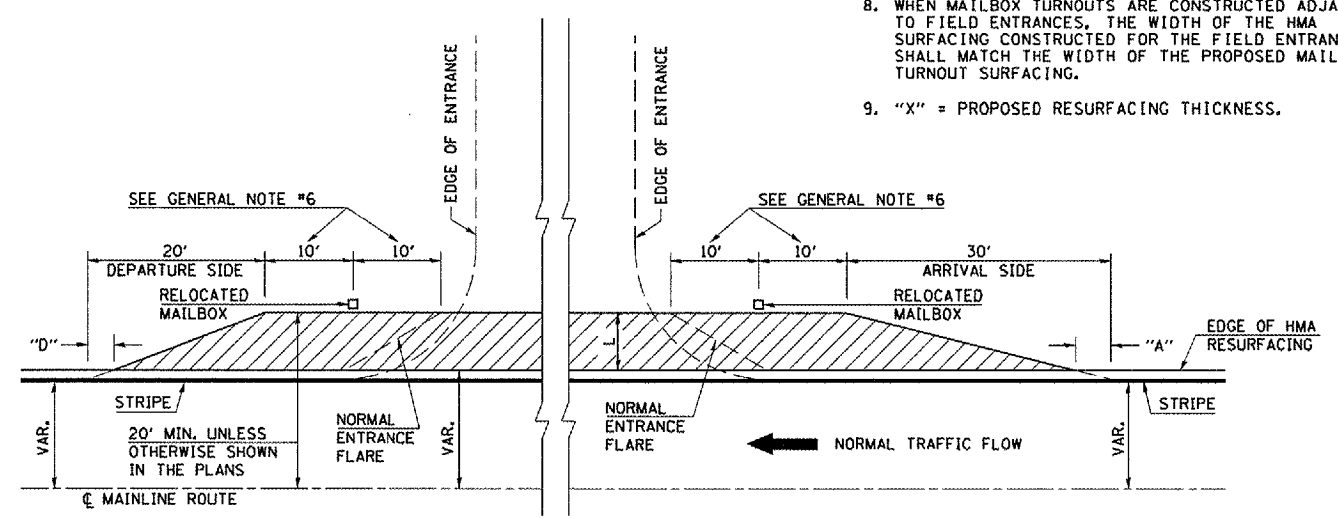 8. WHEN MAILBOX TURNOUTS ARE CONSTRUCTED ADJA
TO FIELD ENTRANCES, THE WIDTH OF THE HMA
SURFACING CONSTRUCTED FOR THE FIELD ENTRAN
SHALL MATCH THE WIDTH OF THE PROPOSED MAIL
TURNOUT SURFACING.
9. "X" = PROPOSED RESURFACING THICKNESS.
EDGE OF ENTRANCE
EDGE OF ENTRANCE
SEE GENERAL NOTE #6
SEE GENERAL NOTE #6
20'
10'
10'
10'
10'
30'
DEPARTURE SIDE
ARRIVAL SIDE
RELOCATED
MAILBOX
RELOCATED
MAILBOX
"D"
L
"A"
EDGE OF HMA
RESURFACING
STRIPE
STRIPE
VAR.
20' MIN. UNLESS
OTHERWISE SHOWN
IN THE PLANS
NORMAL
ENTRANCE
FLARE
VAR.
NORMAL
ENTRANCE
FLARE
NORMAL TRAFFIC FLOW
VAR.
℄ MAINLINE ROUTE